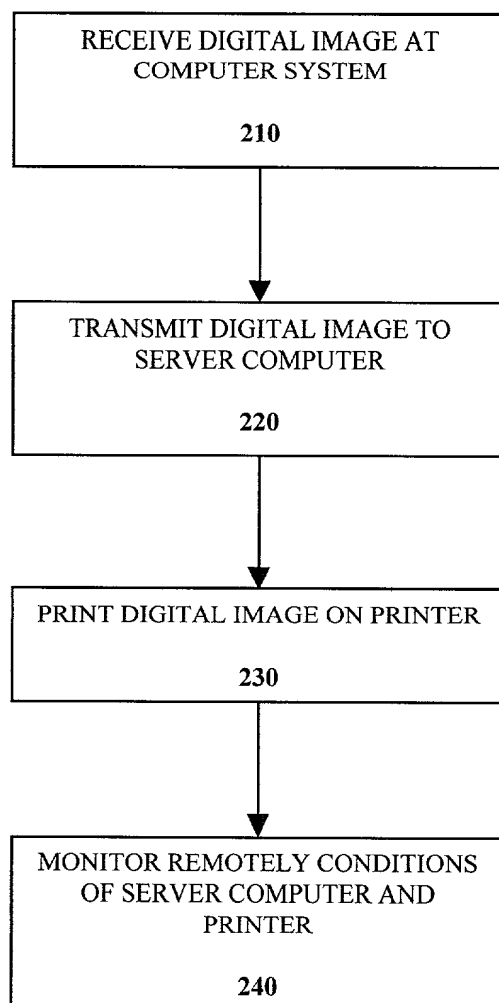 RECEIVE DIGITAL IMAGE AT
COMPUTER SYSTEM
210
TRANSMIT DIGITAL IMAGE TO
SERVER COMPUTER
220
PRINT DIGITAL IMAGE ON PRINTER
230
MONITOR REMOTELY CONDITIONS
OF SERVER COMPUTER AND
PRINTER
240